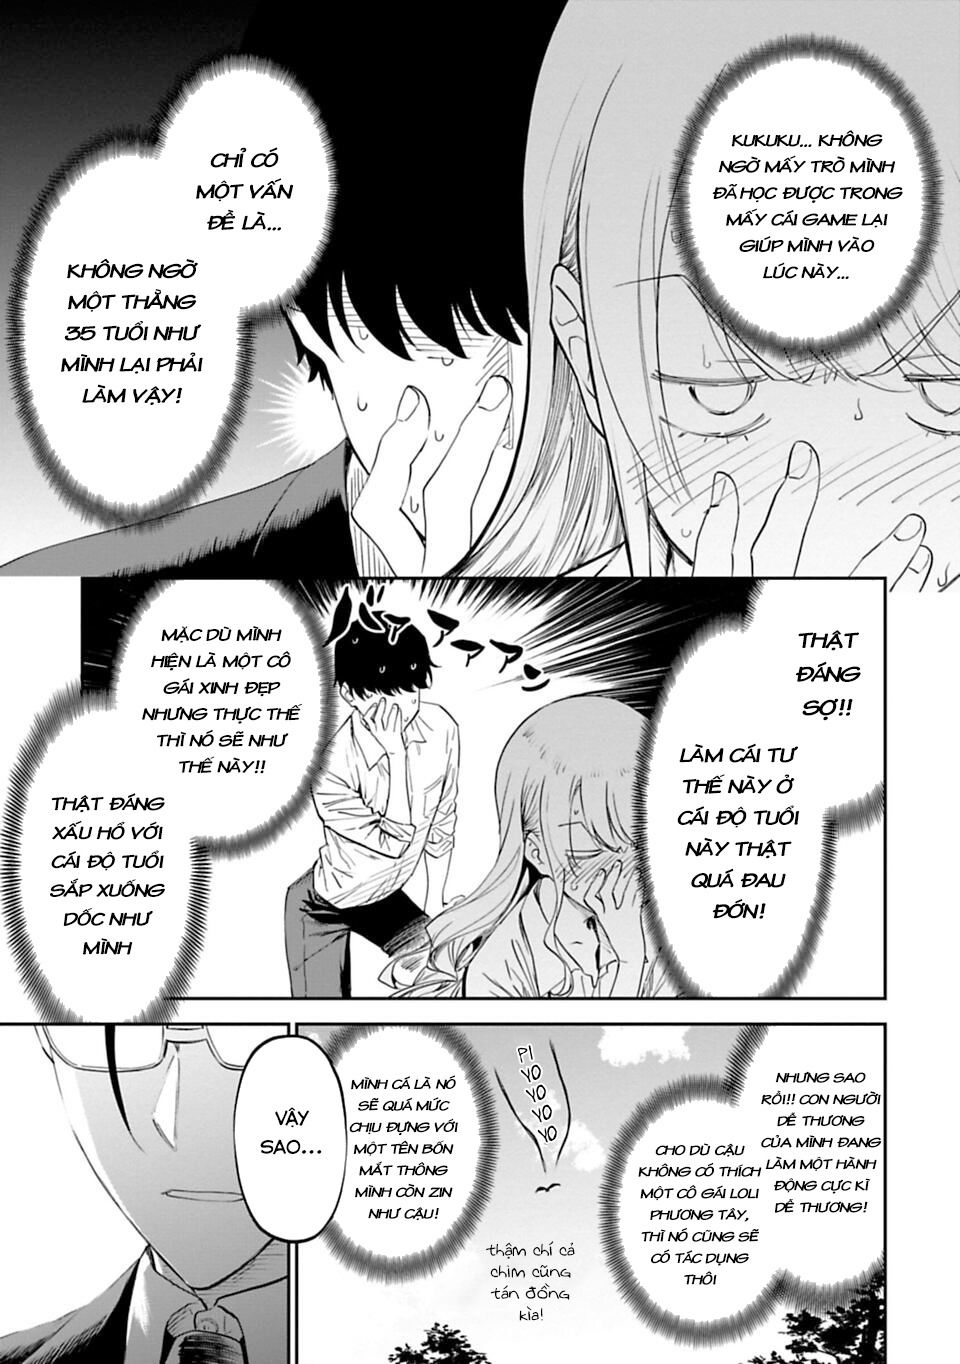 KUKUKU... KHÔNG
NGỜ MẤY TRÒ MÌNH
ĐÃ HỌC ĐƯỢC TRONG
MẤY CÁI GAME LẠI
GIÚP MÌNH VÀO
LÚC NÀY...
CHỈ CÓ
MỘT VẤN
ĐỀ LÀ...
KHÔNG NGỜ
MỘT THẰNG
35 TUỔI NHƯ
MÌNH LẠI PHẢI
LÀM VẬY!
THẬT
ĐÁNG
SỢ!!
LÀM CÁI TƯ
THẾ NÀY Ở
CÁI ĐỘ TUỔI
NÀY THẬT
QUÁ ĐAU
ĐỚN!
MẶC DÙ MÌNH
HIỆN LÀ MỘT CÔ
GÁI XINH ĐẸP
NHƯNG THỰC THẾ
THÌ NÓ SẼ NHƯ
THẾ NÀY!!
THẬT ĐÁNG
XẤU HỔ VỚI
CÁI ĐỘ TUỔI
SẮP XUỐNG
DỐC NHƯ
MÌNH
NHƯNG SAO
RỒI!! CON NGƯỜI
DỄ THƯƠNG
CỦA MÌNH ĐANG
LÀM MỘT HÀNH
ĐỘNG CỰC KÌ
DỄ THƯƠNG!
CHO DÙ CẬU
KHÔNG CÓ THÍCH
MỘT CÔ GÁI LOLI
PHƯƠNG TÂY,
THÌ NÓ CŨNG SẼ
CÓ TÁC DỤNG
THÔI
PI
YO
YO
YO
YO
thậm chí cả
chim cũng
tán đồng
kìa!
MÌNH CÁ LÀ NÓ
SẼ QUÁ MỨC
CHỊU ĐỰNG VỚI
MỘT TÊN BỐN
MẮT THÔNG
MINH CÒN ZIN
NHƯ CẬU!
VẬY
SAO...